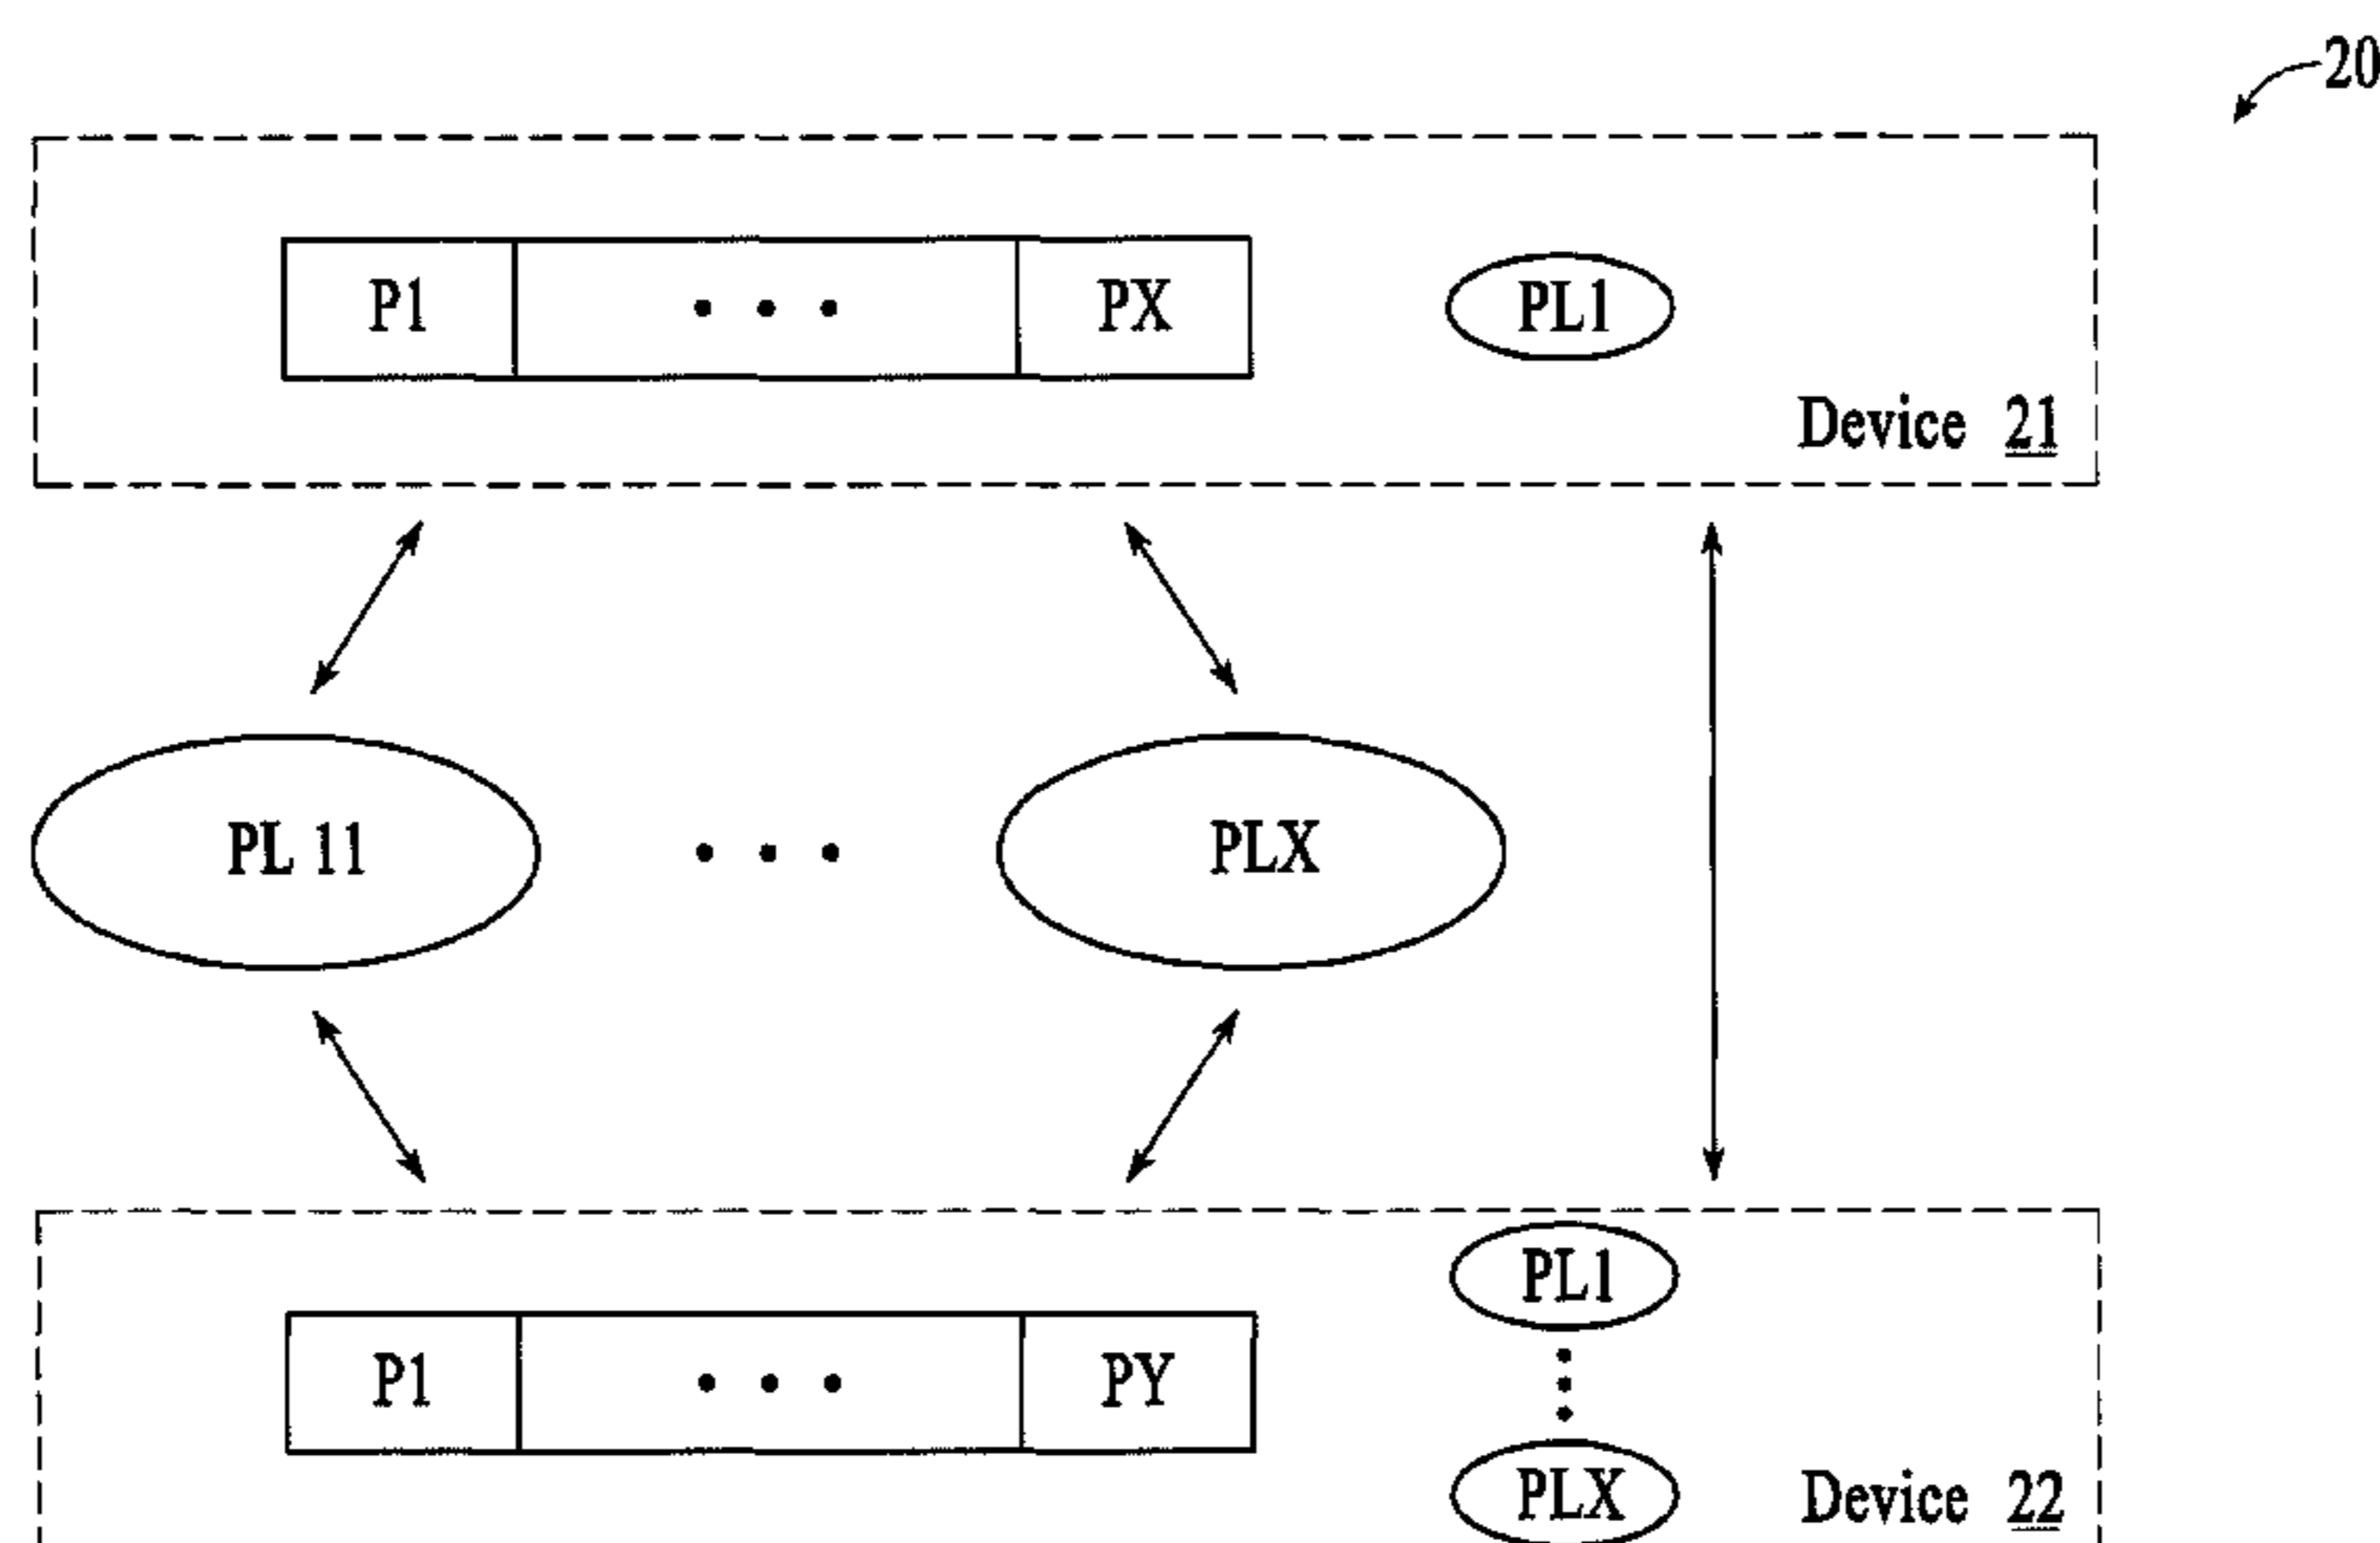 20
P1 • • • PX PL1
Device 21
PL 11 • • • PLX
PL1
P1 • • • PY
PLX Device 22